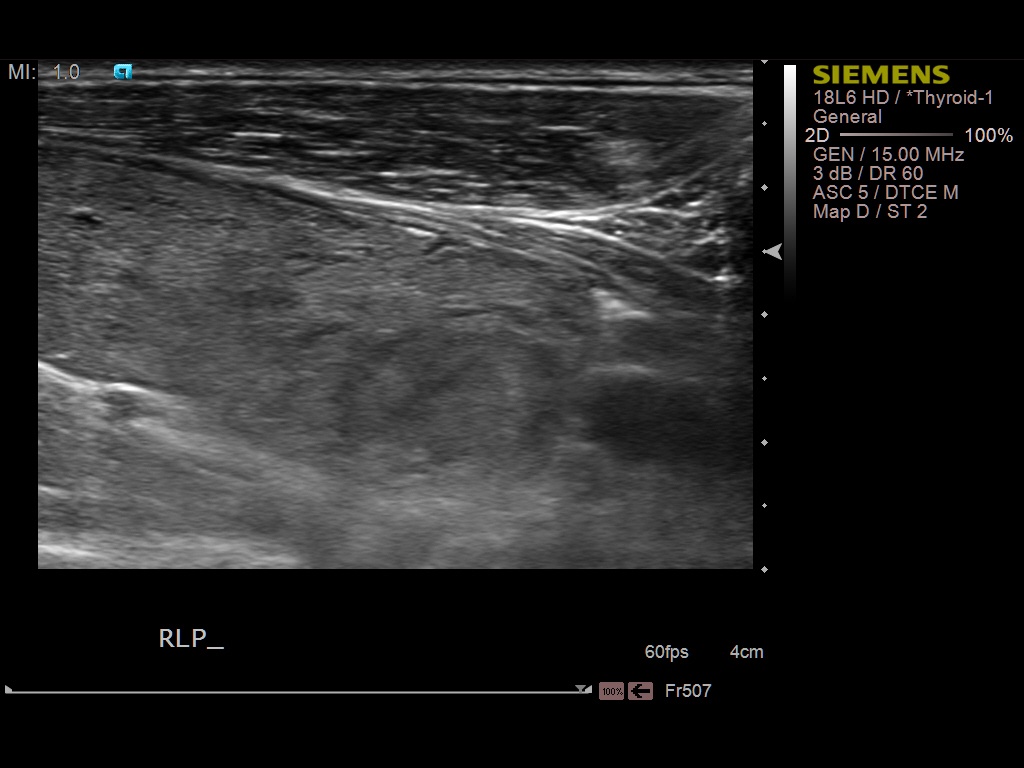 MI: 1.0
SIEMENS
18L6 HD / *Thyroid-1
General
2D 100%
GEN / 15.00 MHz
3 dB / DR 60
ASC 5 / DTCE M
Map D / ST 2
RLP_
60fps 4cm
100% Fr507